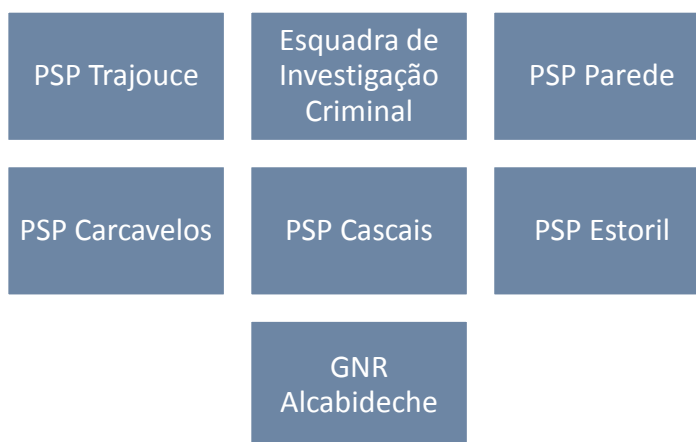 PSP Trajouce
Esquadra de
Investigação
Criminal
PSP Parede
PSP Carcavelos
PSP Cascais
PSP Estoril
GNR
Alcabideche